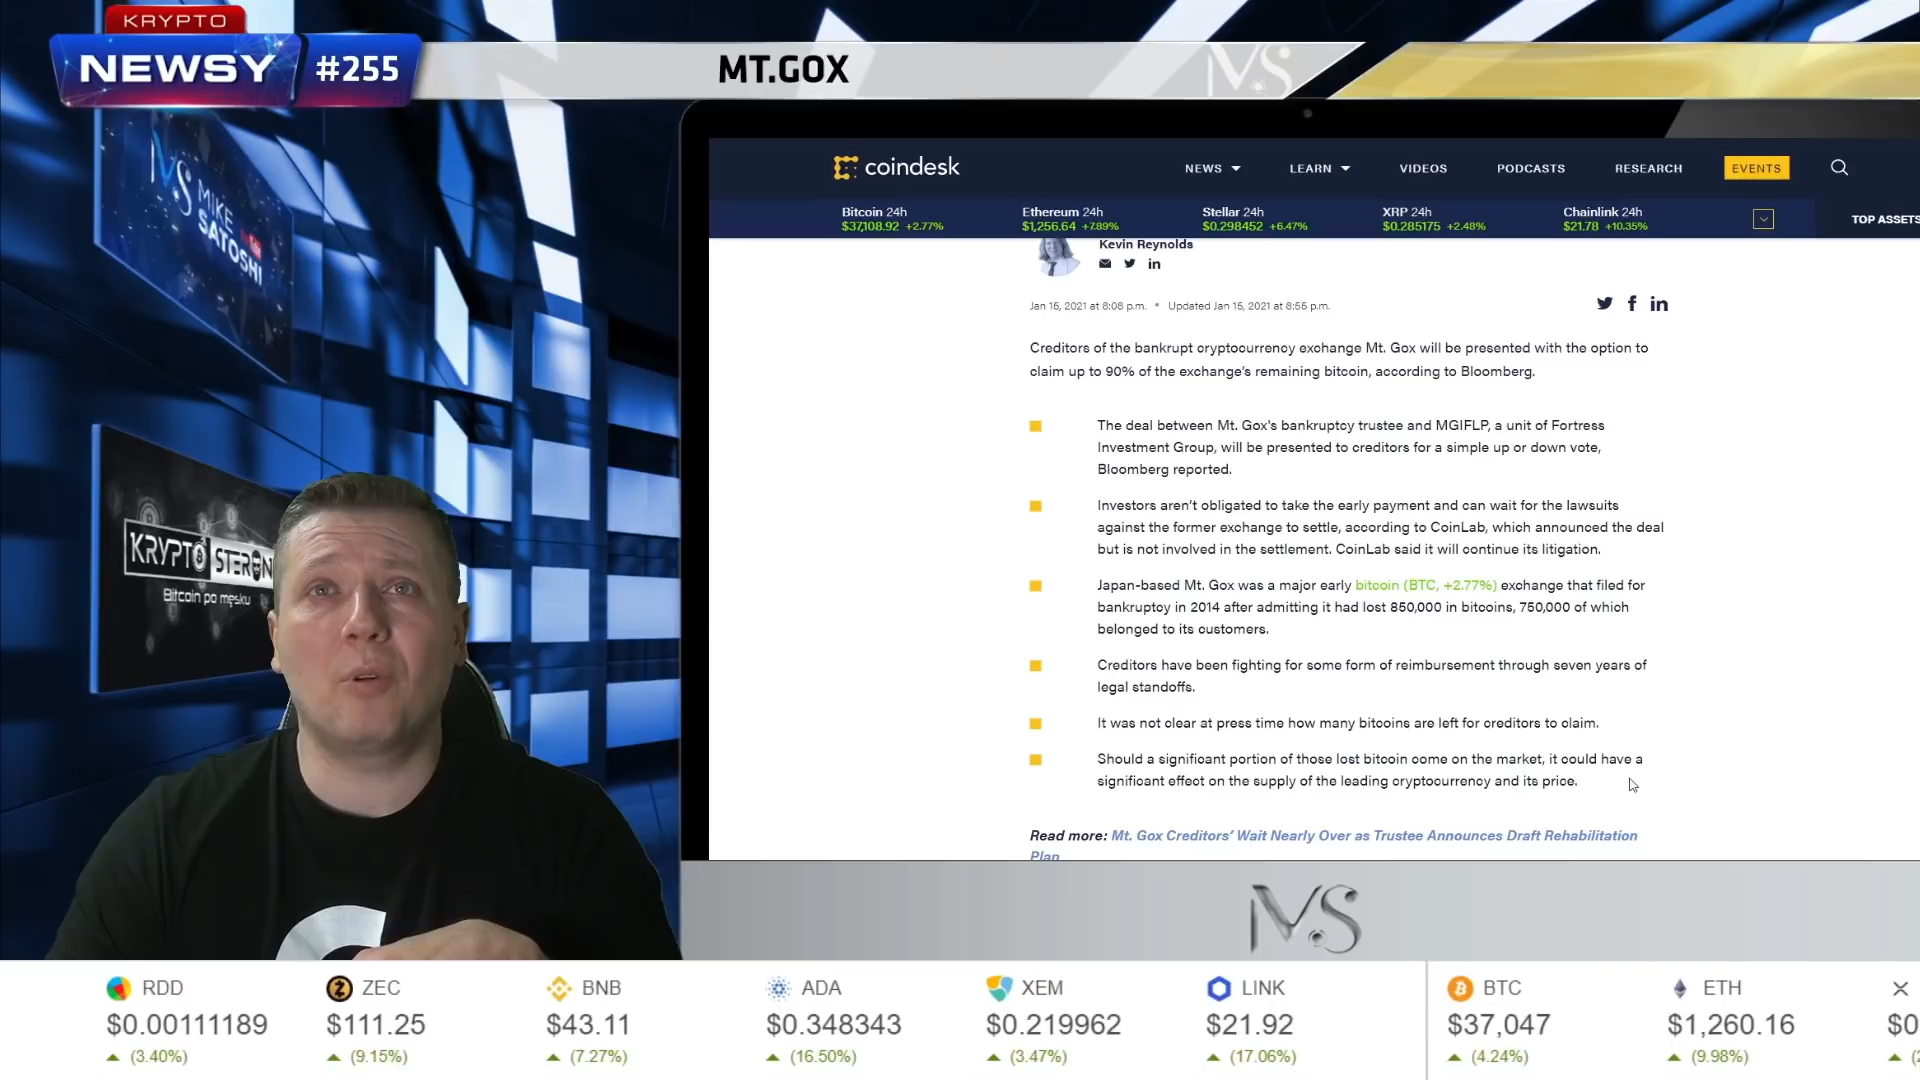 KRYPTO
NEWSY #255
MT.GOX
MS
MIKE
SATOSHI
KRYPTO STERON
Bitcoin po męsku
coindesk
NEWS LEARN VIDEOS PODCASTS RESEARCH EVENTS
Bitcoin 24h Ethereum 24h Stellar 24h XRP 24h Chainlink 24h
$37,108.92 +2.77% $1,256.64 +7.89% $0.298452 +6.47% $0.285175 +2.48% $21.78 +10.35%
TOP ASSETS
Kevin Reynolds
Jan 15, 2021 at 8:08 p.m. • Updated Jan 15, 2021 at 8:55 p.m.
Creditors of the bankrupt cryptocurrency exchange Mt. Gox will be presented with the option to
claim up to 90% of the exchange's remaining bitcoin, according to Bloomberg.
The deal between Mt. Gox's bankruptcy trustee and MGIFLP, a unit of Fortress
Investment Group, will be presented to creditors for a simple up or down vote,
Bloomberg reported.
Investors aren't obligated to take the early payment and can wait for the lawsuits
against the former exchange to settle, according to CoinLab, which announced the deal
but is not involved in the settlement. CoinLab said it will continue its litigation.
Japan-based Mt. Gox was a major early bitcoin (BTC, +2.77%) exchange that filed for
bankruptcy in 2014 after admitting it had lost 850,000 in bitcoins, 750,000 of which
belonged to its customers.
Creditors have been fighting for some form of reimbursement through seven years of
legal standoffs.
It was not clear at press time how many bitcoins are left for creditors to claim.
Should a significant portion of those lost bitcoin come on the market, it could have a
significant effect on the supply of the leading cryptocurrency and its price.
Read more: Mt. Gox Creditors' Wait Nearly Over as Trustee Announces Draft Rehabilitation
Plan
MS
RDD ZEC BNB ADA XEM LINK BTC ETH
$0.00111189 $111.25 $43.11 $0.348343 $0.219962 $21.92 $37,047 $1,260.16 $0
(3.40%) (9.15%) (7.27%) (16.50%) (3.47%) (17.06%) (4.24%) (9.98%)